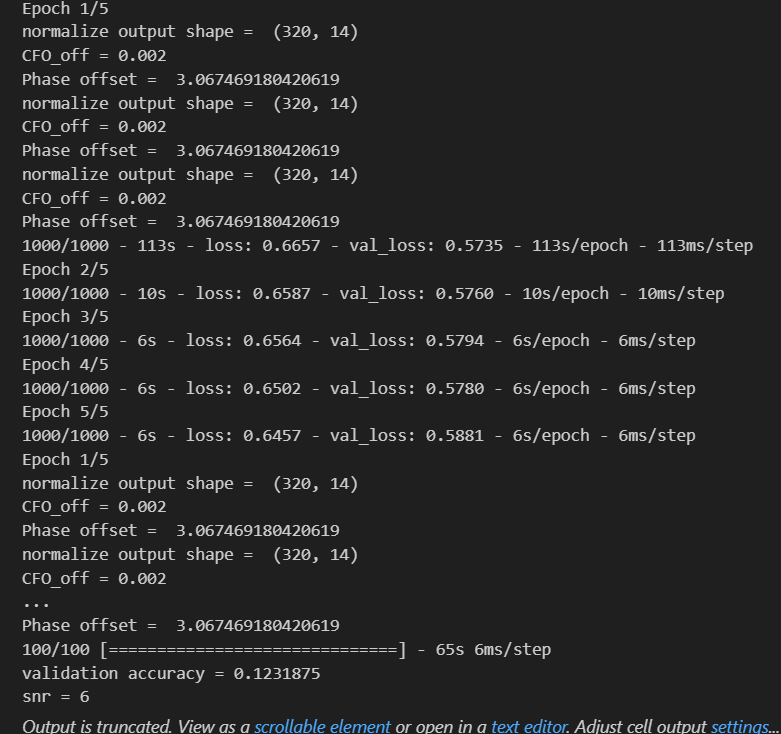 Epoch 1/5
normalize output shape =  (320, 14)
CFO_off = 0.002
Phase offset =  3.067469180420619
normalize output shape =  (320, 14)
CFO_off = 0.002
Phase offset =  3.067469180420619
normalize output shape =  (320, 14)
CFO_off = 0.002
Phase offset =  3.067469180420619
1000/1000 - 113s - loss: 0.6657 - val_loss: 0.5735 - 113s/epoch - 113ms/step
Epoch 2/5
1000/1000 - 10s - loss: 0.6587 - val_loss: 0.5760 - 10s/epoch - 10ms/step
Epoch 3/5
1000/1000 - 6s - loss: 0.6564 - val_loss: 0.5794 - 6s/epoch - 6ms/step
Epoch 4/5
1000/1000 - 6s - loss: 0.6502 - val_loss: 0.5780 - 6s/epoch - 6ms/step
Epoch 5/5
1000/1000 - 6s - loss: 0.6457 - val_loss: 0.5881 - 6s/epoch - 6ms/step
Epoch 1/5
normalize output shape =  (320, 14)
CFO_off = 0.002
Phase offset =  3.067469180420619
normalize output shape =  (320, 14)
CFO_off = 0.002
...
Phase offset =  3.067469180420619
100/100 [==============================] - 65s 6ms/step
validation accuracy = 0.1231875
snr = 6
Output is truncated. View as a scrollable element or open in a text editor. Adjust cell output settings...